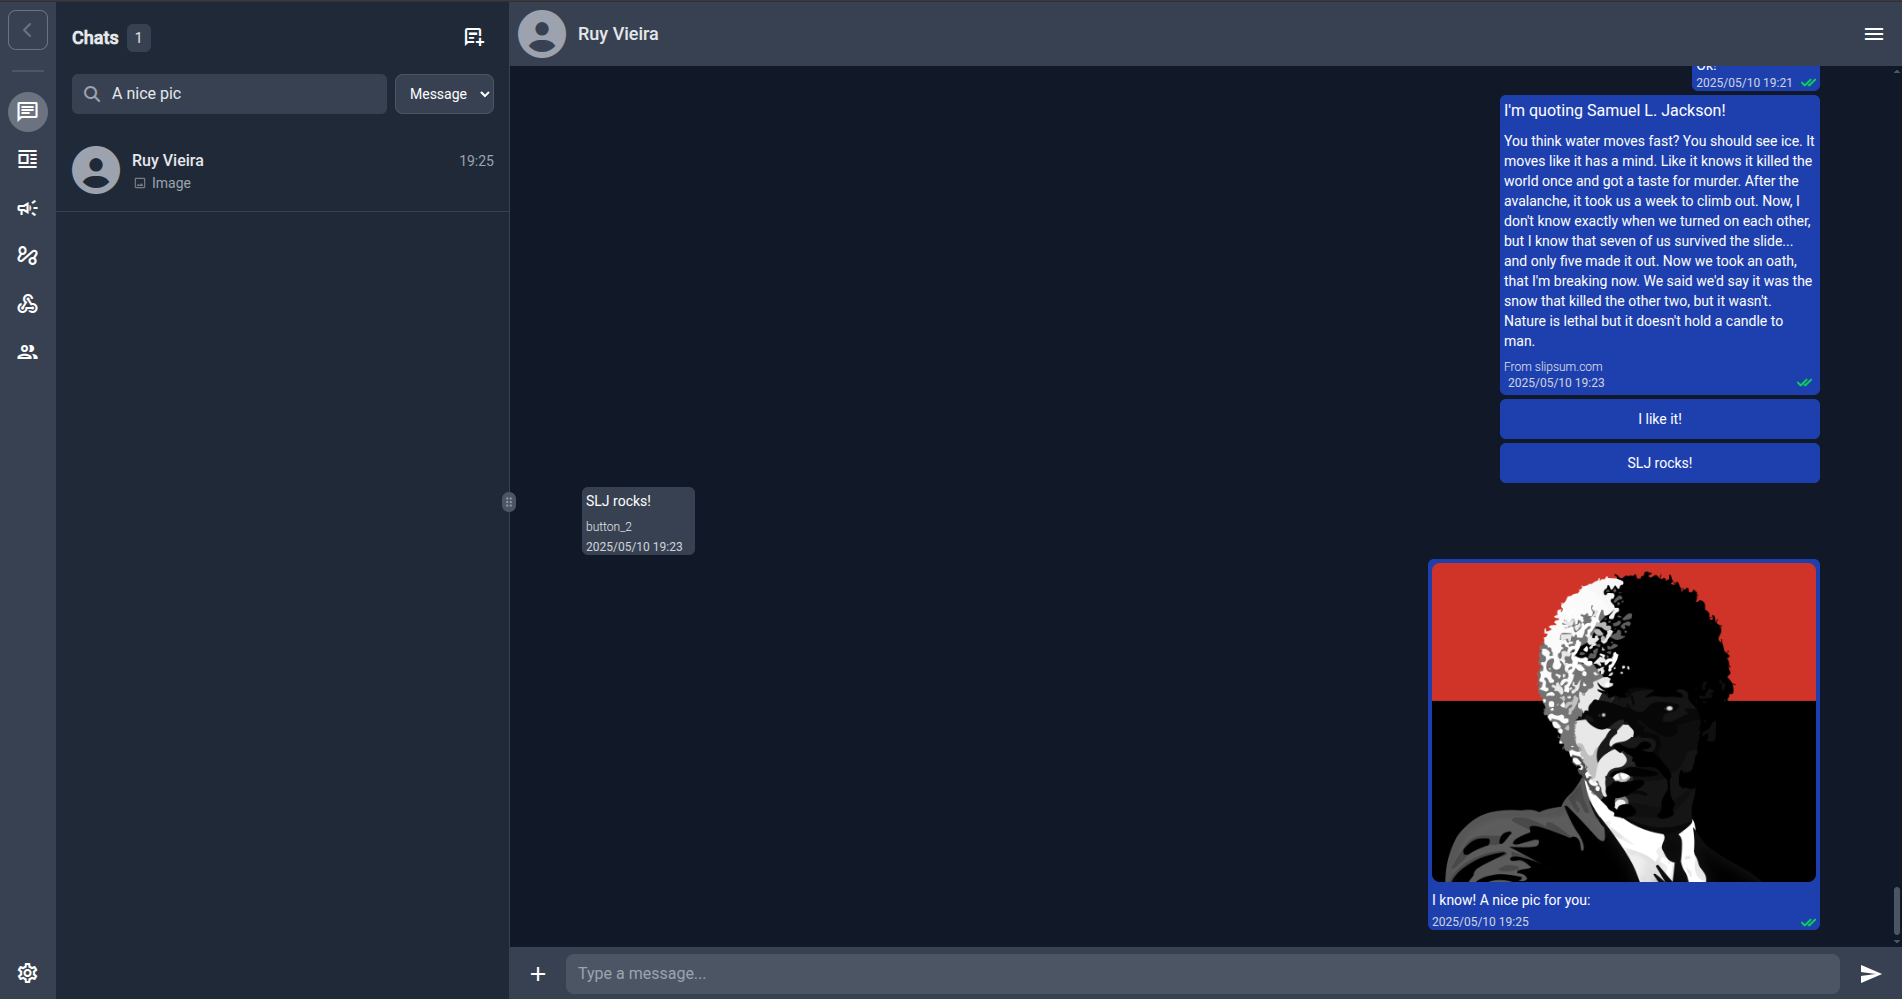 Chats 1
A nice pic
Message
Ruy Vieira
19:25
Image
Ruy Vieira
Ok!
2025/05/10 19:21
I'm quoting Samuel L. Jackson!
You think water moves fast? You should see ice. It
moves like it has a mind. Like it knows it killed the
world once and got a taste for murder. After the
avalanche, it took us a week to climb out. Now, I
don't know exactly when we turned on each other,
but I know that seven of us survived the slide...
and only five made it out. Now we took an oath,
that I'm breaking now. We said we'd say it was the
snow that killed the other two, but it wasn't.
Nature is lethal but it doesn't hold a candle to
man.
From slipsum.com
2025/05/10 19:23
I like it!
SLJ rocks!
SLJ rocks!
button_2
2025/05/10 19:23
I know! A nice pic for you:
2025/05/10 19:25
Type a message...